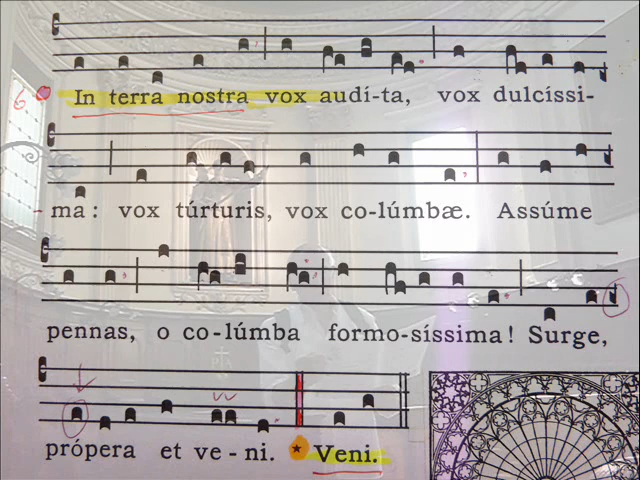 6
In terra nostra vox audí-ta, vox dulcíssi-
ma: vox túrturis, vox co-lúmbæ. Assúme
pennas, o co-lúmba formo-síssima! Surge,
própera et ve-ni. * Veni.